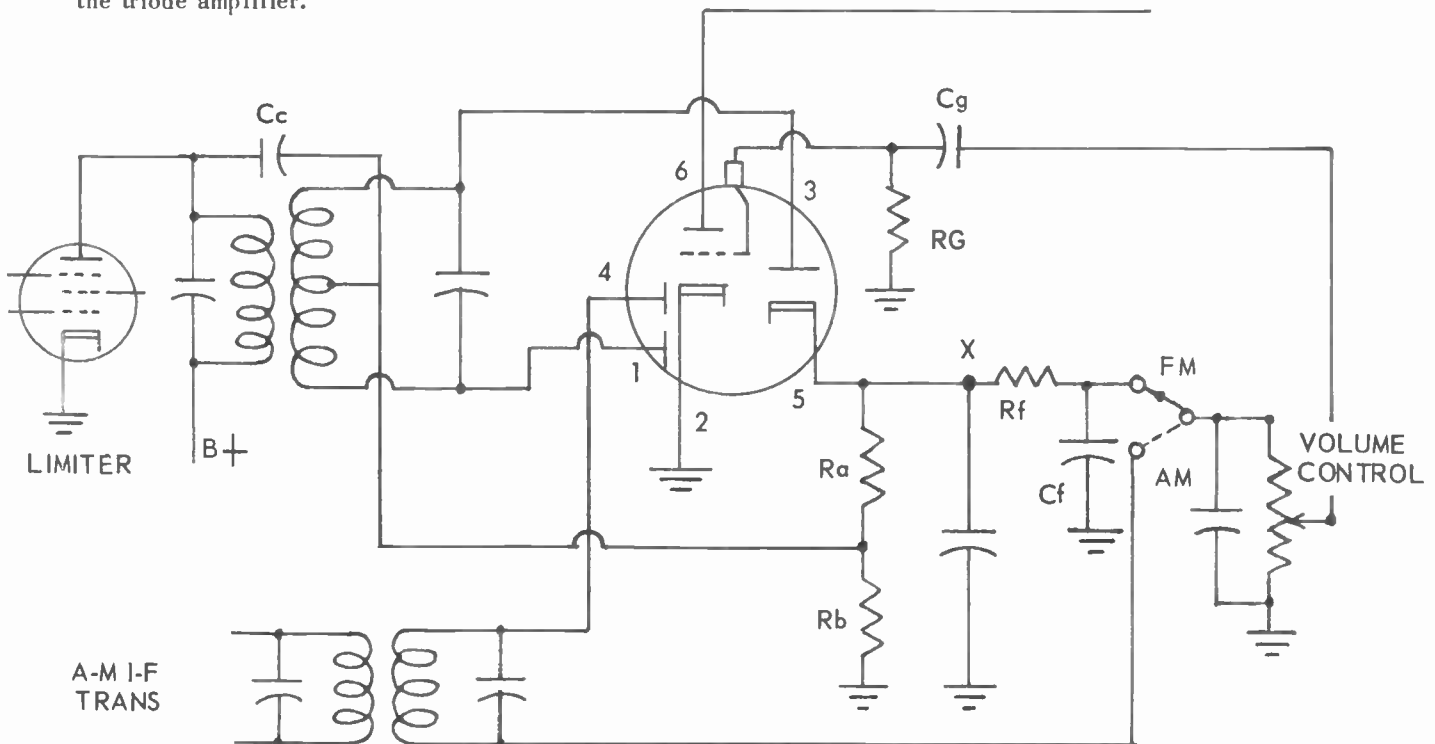 the triode amplifier.
Cc
Cg
6
3
RG
4
1
X
FM
5
Rf
2
B+
LIMITER
Ra
VOLUME
CONTROL
Cf
AM
Rb
A-M I-F
TRANS